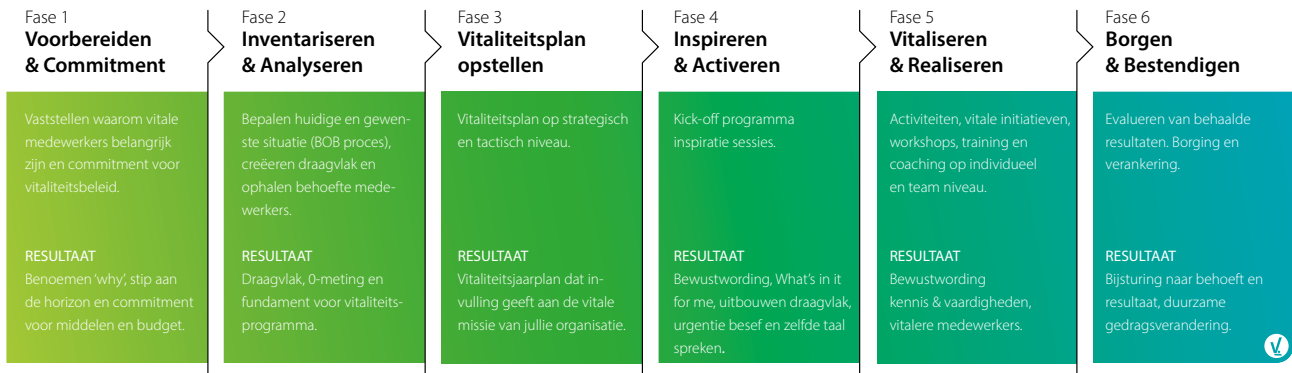 Fase 1
Voorbereiden
& Commitment
Vaststellen waarom vitale
medewerkers belangrijk
zijn en commitment voor
vitaliteitsbeleid.
RESULTAAT
Benoemen ‘why’, stip aan
de horizon en commitment
voor middelen en budget.
Fase 2
Inventariseren
& Analyseren
Bepalen huidige en gewen-
ste situatie (BOB proces),
creëeren draagvlak en
ophalen behoefte mede-
werkers.
RESULTAAT
Draagvlak, 0-meting en
fundament voor vitaliteits-
programma.
Fase 3
Vitaliteitsplan
opstellen
Vitaliteitsplan op strategisch
en tactisch niveau.
RESULTAAT
Vitaliteitsjaarplan dat in-
vulling geeft aan de vitale
missie van jullie organisatie.
Fase 4
Inspireren
& Activeren
Kick-off programma
inspiratie sessies.
RESULTAAT
Bewustwording, What’s in it
for me, uitbouwen draagvlak,
urgentie besef en zelfde taal
spreken.
Fase 5
Vitaliseren
& Realiseren
Activiteiten, vitale initiatieven,
workshops, training en
coaching op individueel
en team niveau.
RESULTAAT
Bewustwording
kennis & vaardigheden,
vitalere medewerkers.
Fase 6
Borgen
& Bestendigen
Evalueren van behaalde
resultaten. Borging en
verankering.
RESULTAAT
Bijsturing naar behoeft en
resultaat, duurzame
gedragsverandering.